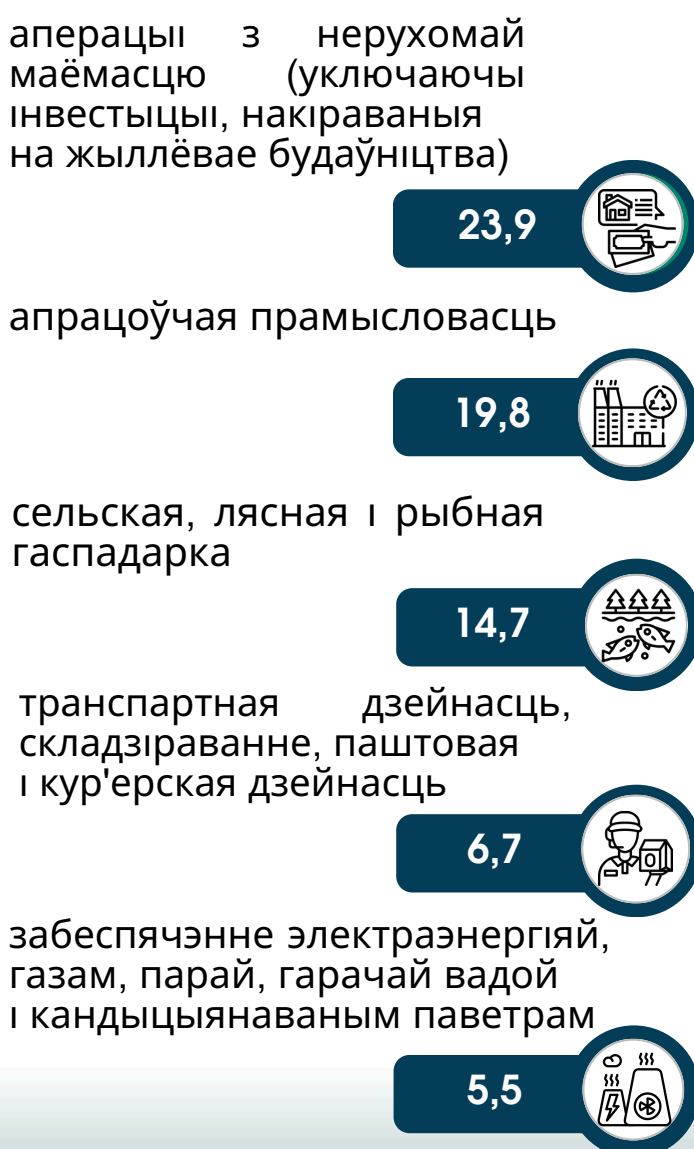 аперацыі з нерухомай
маёмасцю (уключаючы
інвестыцыі, накіраваныя
на жыллёвае будаўніцтва)
23,9
апрацоўчая прамысловасць
19,8
сельская, лясная і рыбная
гаспадарка
14,7
транспартная дзейнасць,
складзіраванне, паштовая
і кур'ерская дзейнасць
6,7
забеспячэнне электраэнергіяй,
газам, парай, гарачай вадой
і кандыцыянаваным паветрам
5,5